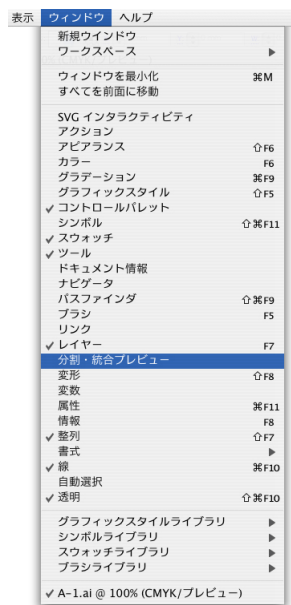 表示 ウィンドウ ヘルプ
新規ウインドウ
ワークスペース ▶
ウィンドウを最小化 ⌘M
すべてを前面に移動
SVG インタラクティビティ
アクション
アピアランス ⇧F6
カラー F6
グラデーション ⌘F9
グラフィックスタイル ⇧F5
✓ コントロールパレット
シンボル ⇧⌘F11
✓ スウォッチ
✓ ツール
ドキュメント情報
ナビゲータ
パスファインダ ⇧⌘F9
ブラシ F5
リンク
✓ レイヤー F7
分割・統合プレビュー
変形 ⇧F8
変数
属性 ⌘F11
情報 F8
✓ 整列 ⇧F7
書式 ▶
✓ 線 ⌘F10
自動選択
✓ 透明 ⇧⌘F10
グラフィックスタイルライブラリ ▶
シンボルライブラリ ▶
スウォッチライブラリ ▶
ブラシライブラリ ▶
✓ A-1.ai @ 100% (CMYK/プレビュー)